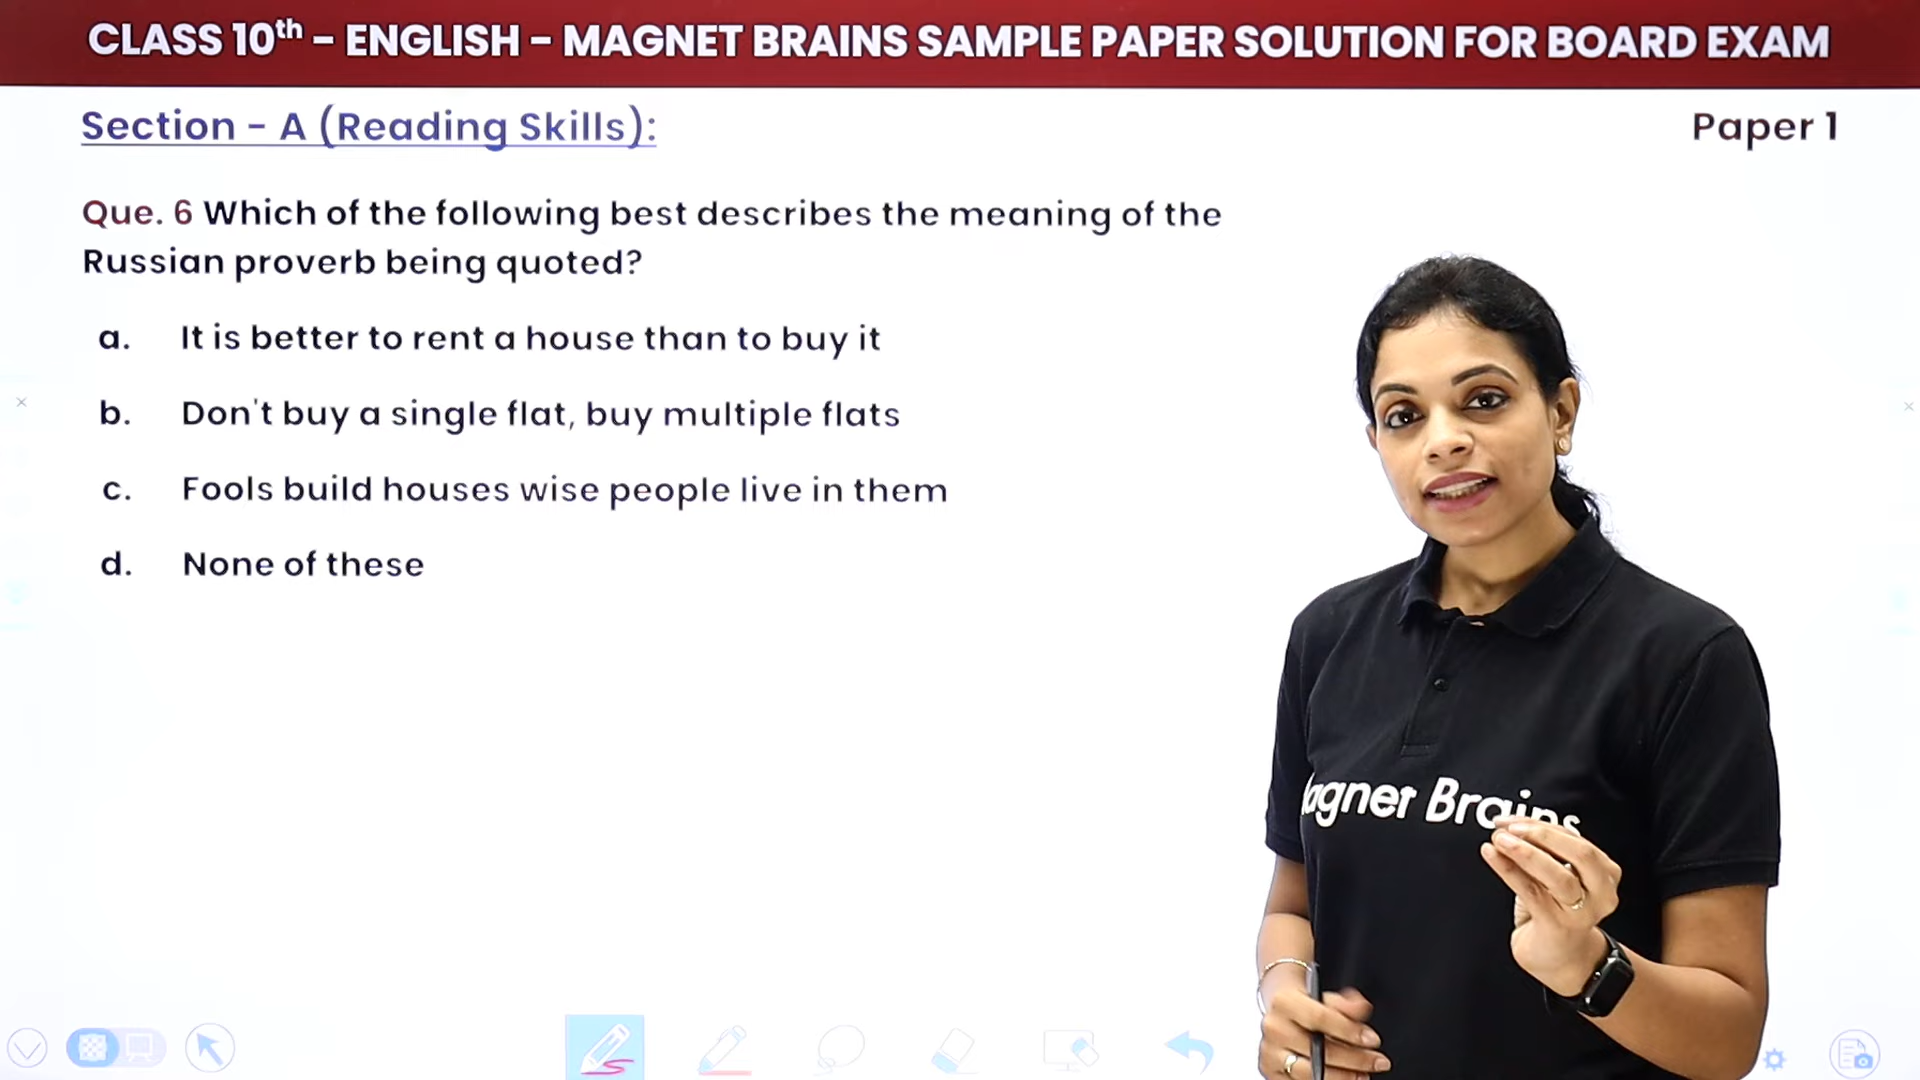 CLASS 10th - ENGLISH - MAGNET BRAINS SAMPLE PAPER SOLUTION FOR BOARD EXAM
Section - A (Reading Skills):
Paper 1
Que. 6 Which of the following best describes the meaning of the
Russian proverb being quoted?
a. It is better to rent a house than to buy it
b. Don't buy a single flat, buy multiple flats
c. Fools build houses wise people live in them
d. None of these
agnet Brains